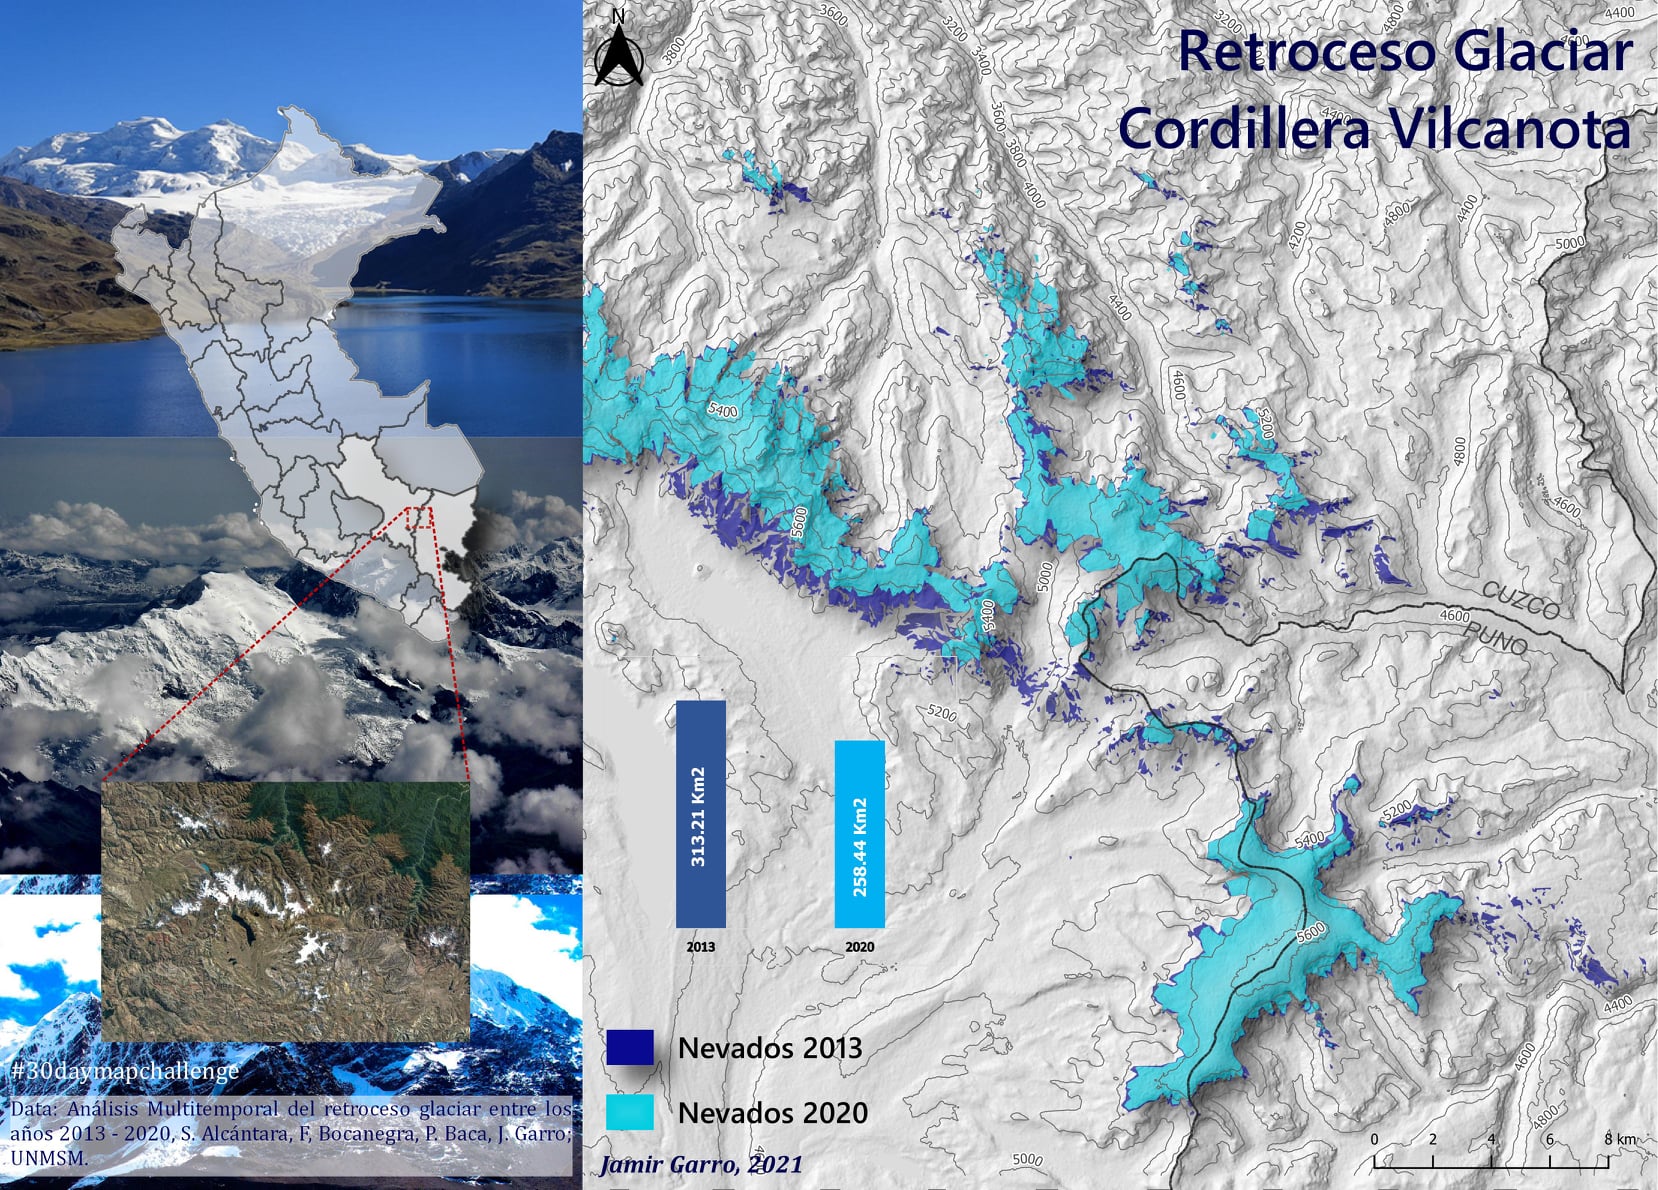 N
Retroceso Glaciar
Cordillera Vilcanota
3600
3200
3200
4800
4400
4600
3800
3400
4400
3600
3800
4000
4800
4400
4200
5000
4400
4600
5400
5200
4800
5600
4600
5000
5400
CUZCO
4600
PUNO
5200
313.21 Km2
258.44 Km2
2013
2020
5200
5400
5600
4400
4600
4800
Nevados 2013
Nevados 2020
0 2 4 6 8 km
5000
Jamir Garro, 2021
#30daymapchallenge
Data: Análisis Multitemporal del retroceso glaciar entre los
años 2013 - 2020, S. Alcántara, F, Bocanegra, P. Baca, J. Garro;
UNMSM.